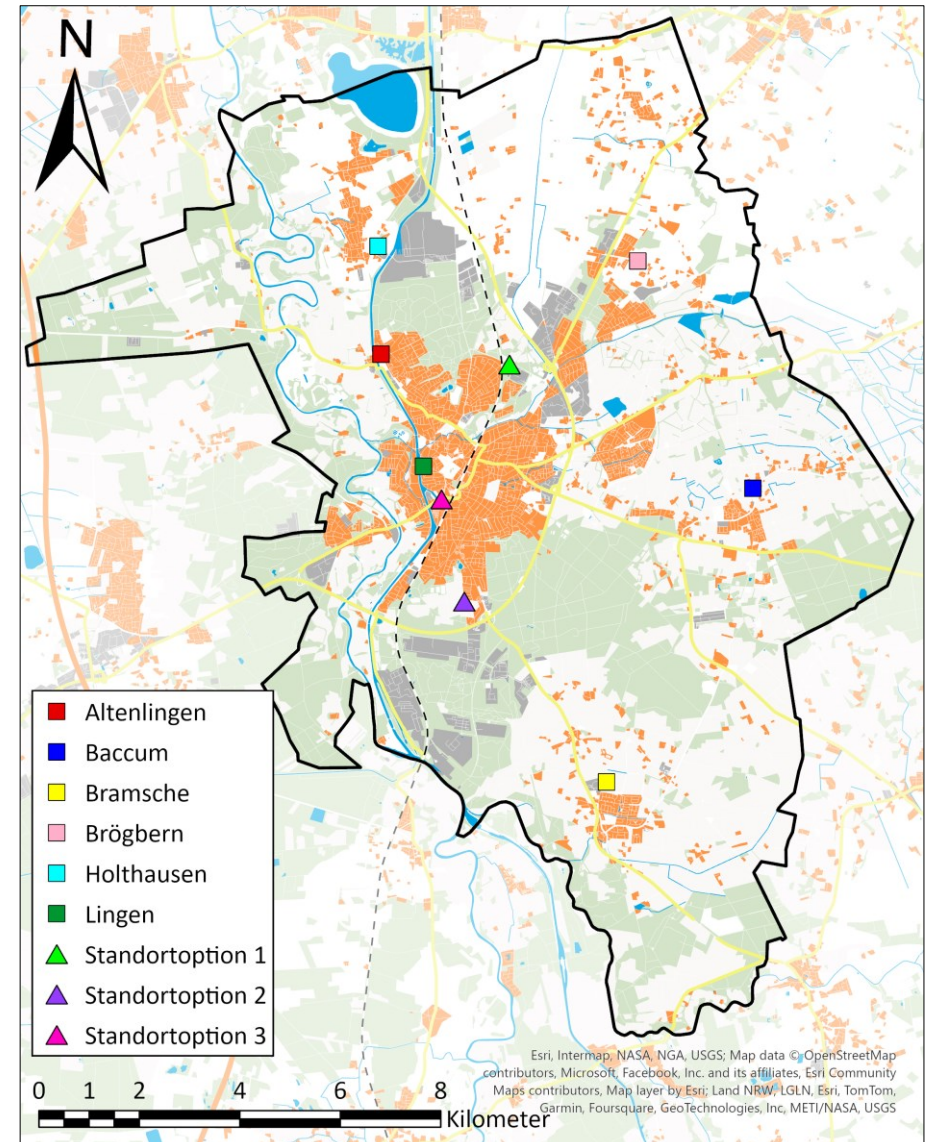 N
Altenlingen
Baccum
Bramsche
Brögbern
Holthausen
Lingen
Standortoption 1
Standortoption 2
Standortoption 3
Esri, Intermap, NASA, NGA, USGS; Map data © OpenStreetMap
contributors, Microsoft, Facebook, Inc. and its affiliates, Esri Community
Maps contributors, Map layer by Esri; Land NRW, LGLN, Esri, TomTom,
Garmin, Foursquare, GeoTechnologies, Inc, METI/NASA, USGS
0 1 2 4 6 8
Kilometer